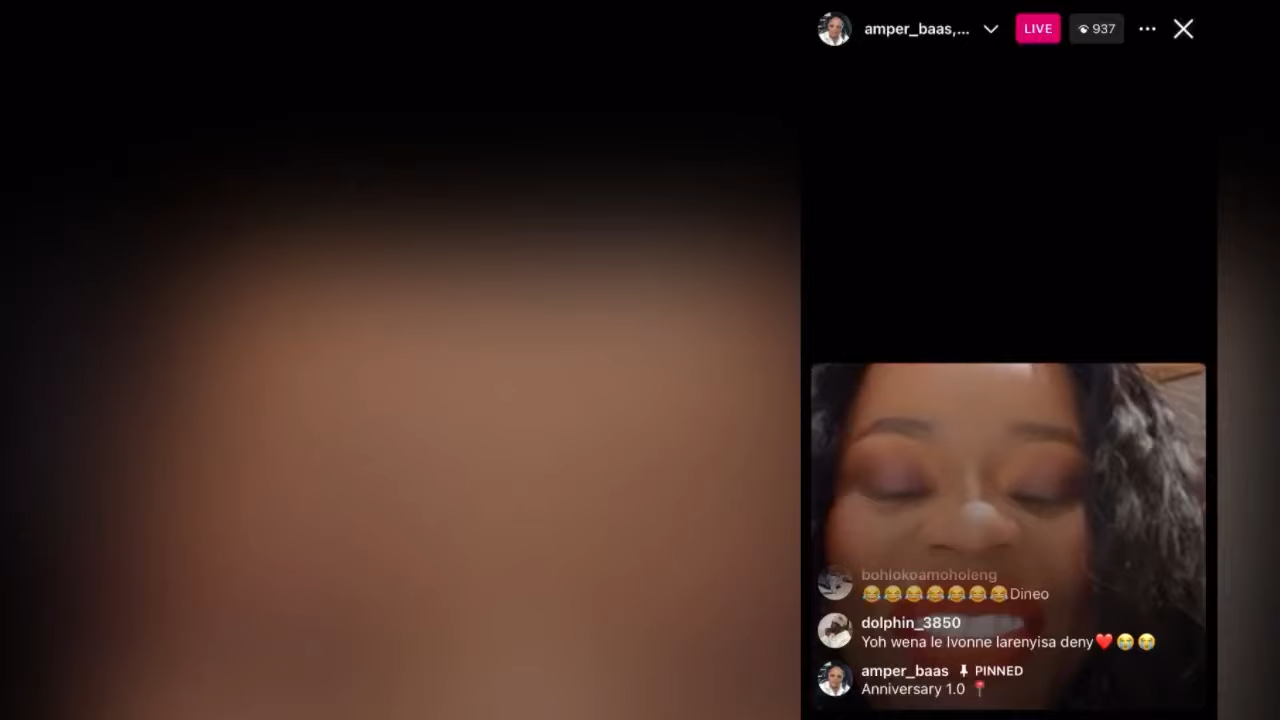 amper_baas,...
LIVE
937
bohlokoamoholeng
😂😂😂😂😂😂😂Dineo
dolphin_3850
Yoh wena le Ivonne larenyisa deny❤️😭😭
amper_baas PINNED
Anniversary 1.0 📍